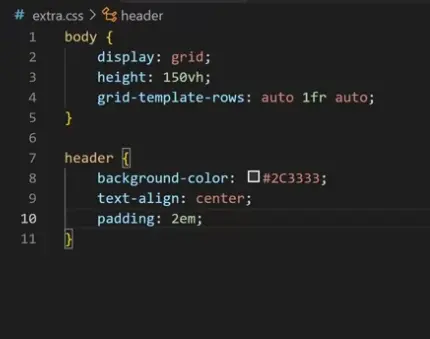 # extra.css > header
1 body {
2 display: grid;
3 height: 150vh;
4 grid-template-rows: auto 1fr auto;
5 }
6
7 header {
8 background-color: #2C3333;
9 text-align: center;
10 padding: 2em;
11 }